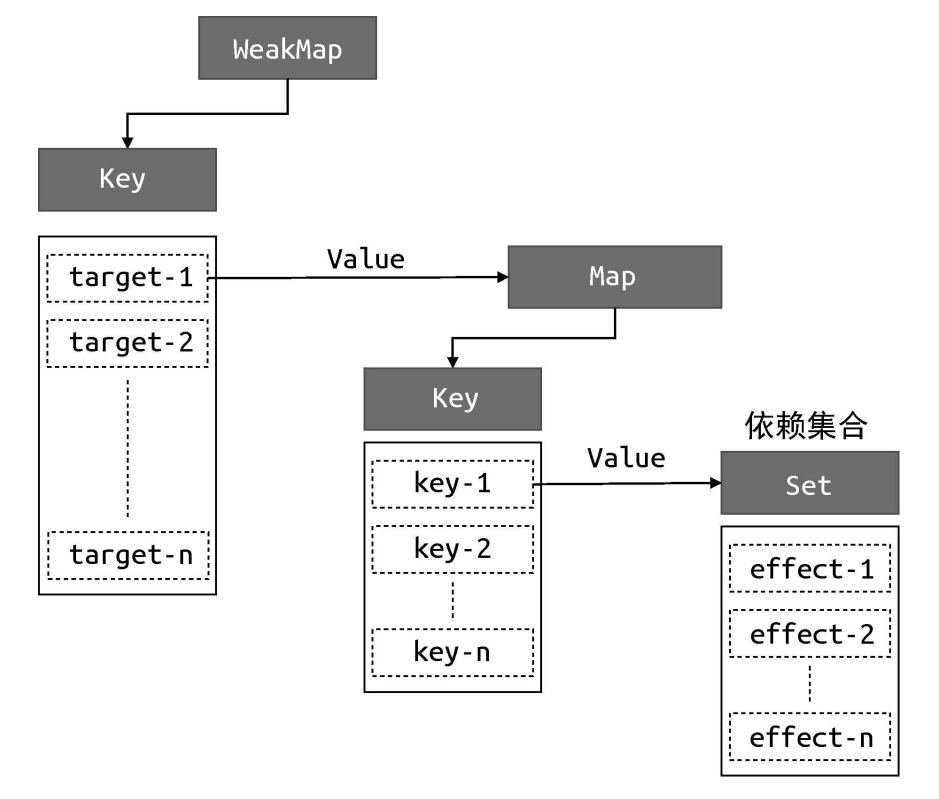 WeakMap
Key
target-1
target-2
target-n
Value
Map
Key
key-1
key-2
key-n
Value
依赖集合
Set
effect-1
effect-2
effect-n